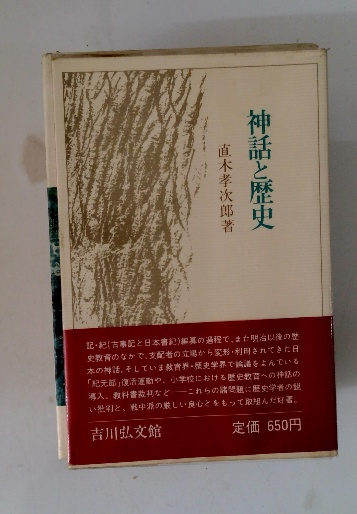 神話と歴史
直木孝次郎著
記・紀(古事記と日本書紀)編纂の過程で、また明治以後の歴
史教育のなかで、支配者の立場から変形・利用されてきた日
本の神話。そしていま教育界・歴史学界で論議をよんでいる
「紀元節」復活運動や、小学校における歴史教育への神話の
導入、教科書裁判など――これらの諸問題に歴史学者の鋭
い批判と、戦中派の厳しい良心とをもって取組んだ好著。
吉川弘文館
定価 650円